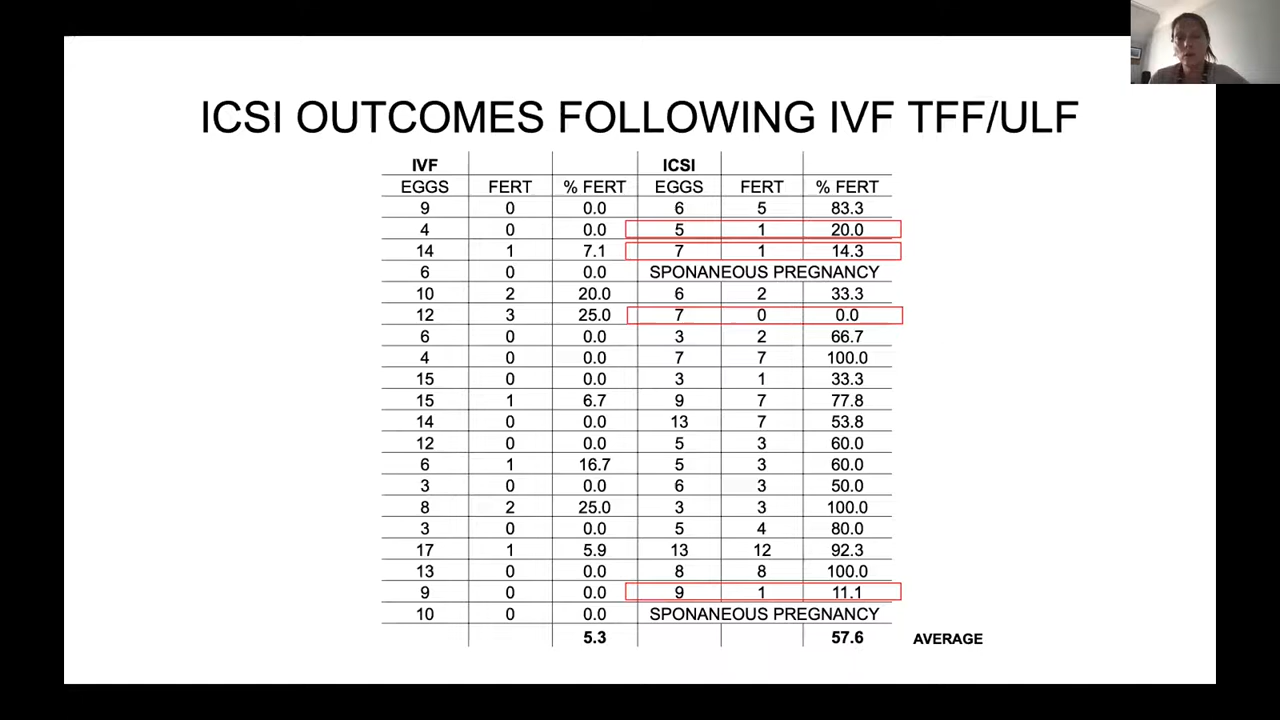 ICSI OUTCOMES FOLLOWING IVF TFF/ULF
IVF ICSI
EGGS FERT % FERT EGGS FERT % FERT
9 0 0.0 6 5 83.3
4 0 0.0 5 1 20.0
14 1 7.1 7 1 14.3
6 0 0.0 SPONANEOUS PREGNANCY
10 2 20.0 6 2 33.3
12 3 25.0 7 0 0.0
6 0 0.0 3 2 66.7
4 0 0.0 7 7 100.0
15 0 0.0 3 1 33.3
15 1 6.7 9 7 77.8
14 0 0.0 13 7 53.8
12 0 0.0 5 3 60.0
6 1 16.7 5 3 60.0
3 0 0.0 6 3 50.0
8 2 25.0 3 3 100.0
3 0 0.0 5 4 80.0
17 1 5.9 13 12 92.3
13 0 0.0 8 8 100.0
9 0 0.0 9 1 11.1
10 0 0.0 SPONANEOUS PREGNANCY
5.3 57.6 AVERAGE